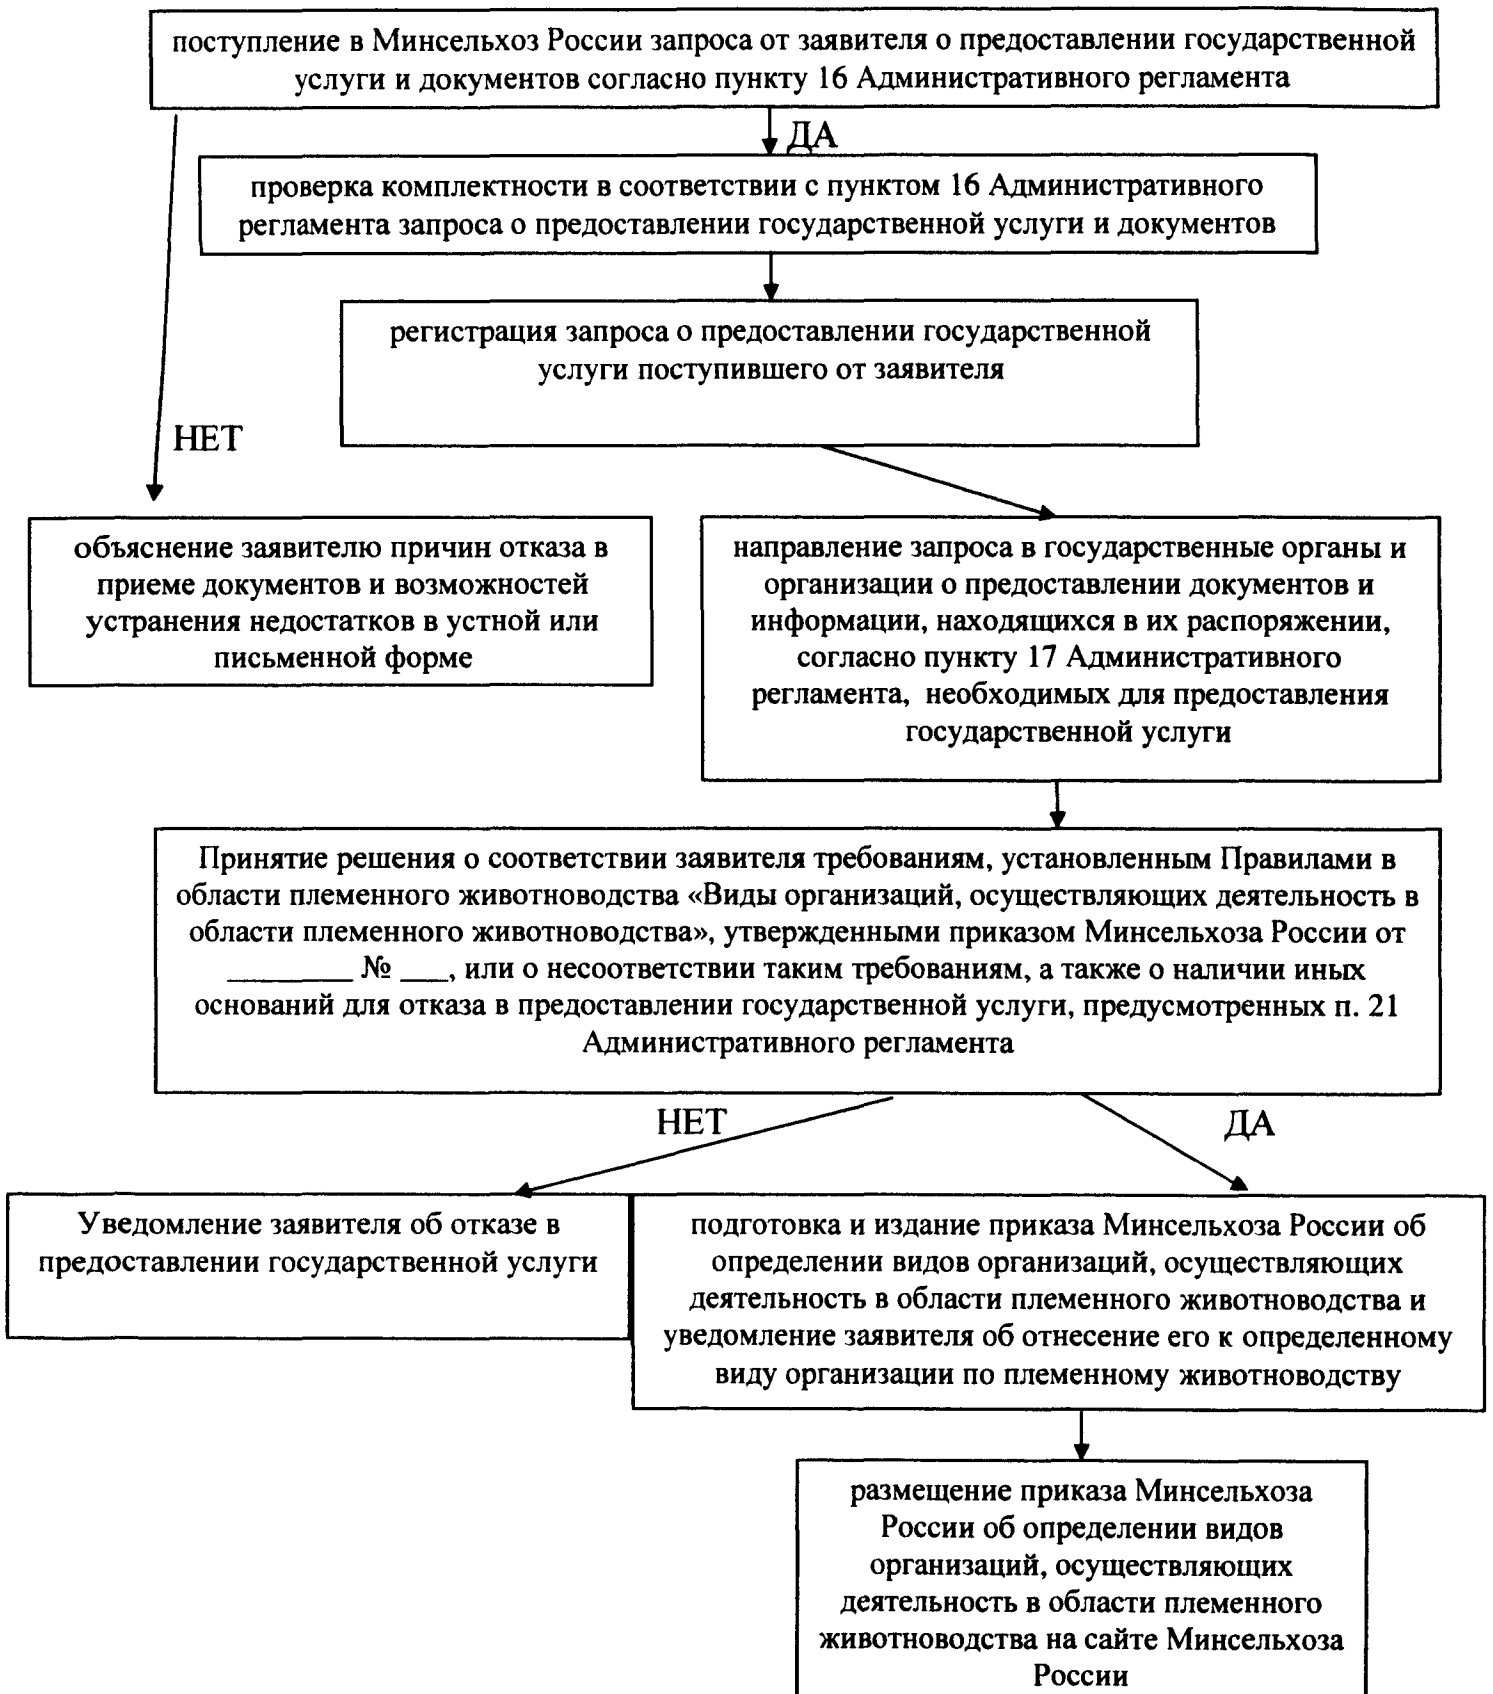 поступление в Минсельхоз России запроса от заявителя о предоставлении государственной
услуги и документов согласно пункту 16 Административного регламента
ДА
проверка комплектности в соответствии с пунктом 16 Административного
регламента запроса о предоставлении государственной услуги и документов
регистрация запроса о предоставлении государственной
услуги поступившего от заявителя
НЕТ
объяснение заявителю причин отказа в
приеме документов и возможностей
устранения недостатков в устной или
письменной форме
направление запроса в государственные органы и
организации о предоставлении документов и
информации, находящихся в их распоряжении,
согласно пункту 17 Административного
регламента, необходимых для предоставления
государственной услуги
Принятие решения о соответствии заявителя требованиям, установленным Правилами в
области племенного животноводства «Виды организаций, осуществляющих деятельность в
области племенного животноводства», утвержденными приказом Минсельхоза России от
________ № ___, или о несоответствии таким требованиям, а также о наличии иных
оснований для отказа в предоставлении государственной услуги, предусмотренных п. 21
Административного регламента
НЕТ
ДА
Уведомление заявителя об отказе в
предоставлении государственной услуги
подготовка и издание приказа Минсельхоза России об
определении видов организаций, осуществляющих
деятельность в области племенного животноводства и
уведомление заявителя об отнесение его к определенному
виду организации по племенному животноводству
размещение приказа Минсельхоза
России об определении видов
организаций, осуществляющих
деятельность в области племенного
животноводства на сайте Минсельхоза
России